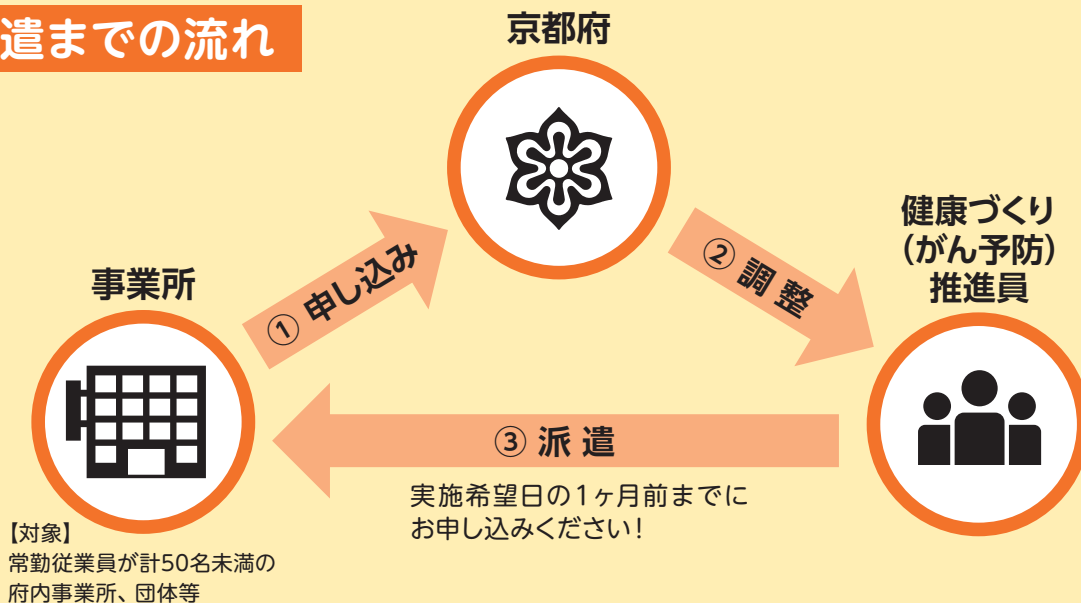 遣までの流れ
京都府
事業所
① 申し込み
② 調整
健康づくり
（がん予防）
推進員
③ 派遣
実施希望日の1ヶ月前までに
お申し込みください！
【対象】
常勤従業員が計50名未満の
府内事業所、団体等